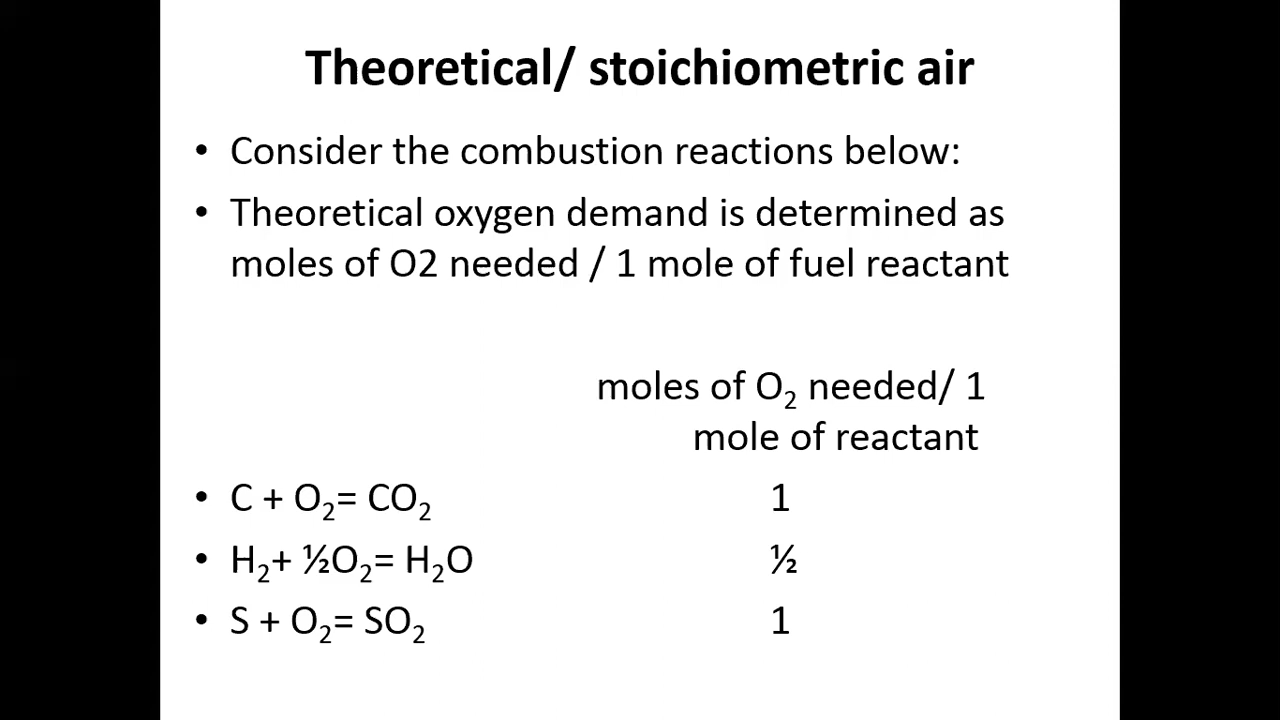 Theoretical/ stoichiometric air
• Consider the combustion reactions below:
• Theoretical oxygen demand is determined as
moles of O2 needed / 1 mole of fuel reactant
moles of O₂ needed/ 1
mole of reactant
• C + O₂= CO₂ 1
• H₂+ ½O₂= H₂O ½
• S + O₂= SO₂ 1